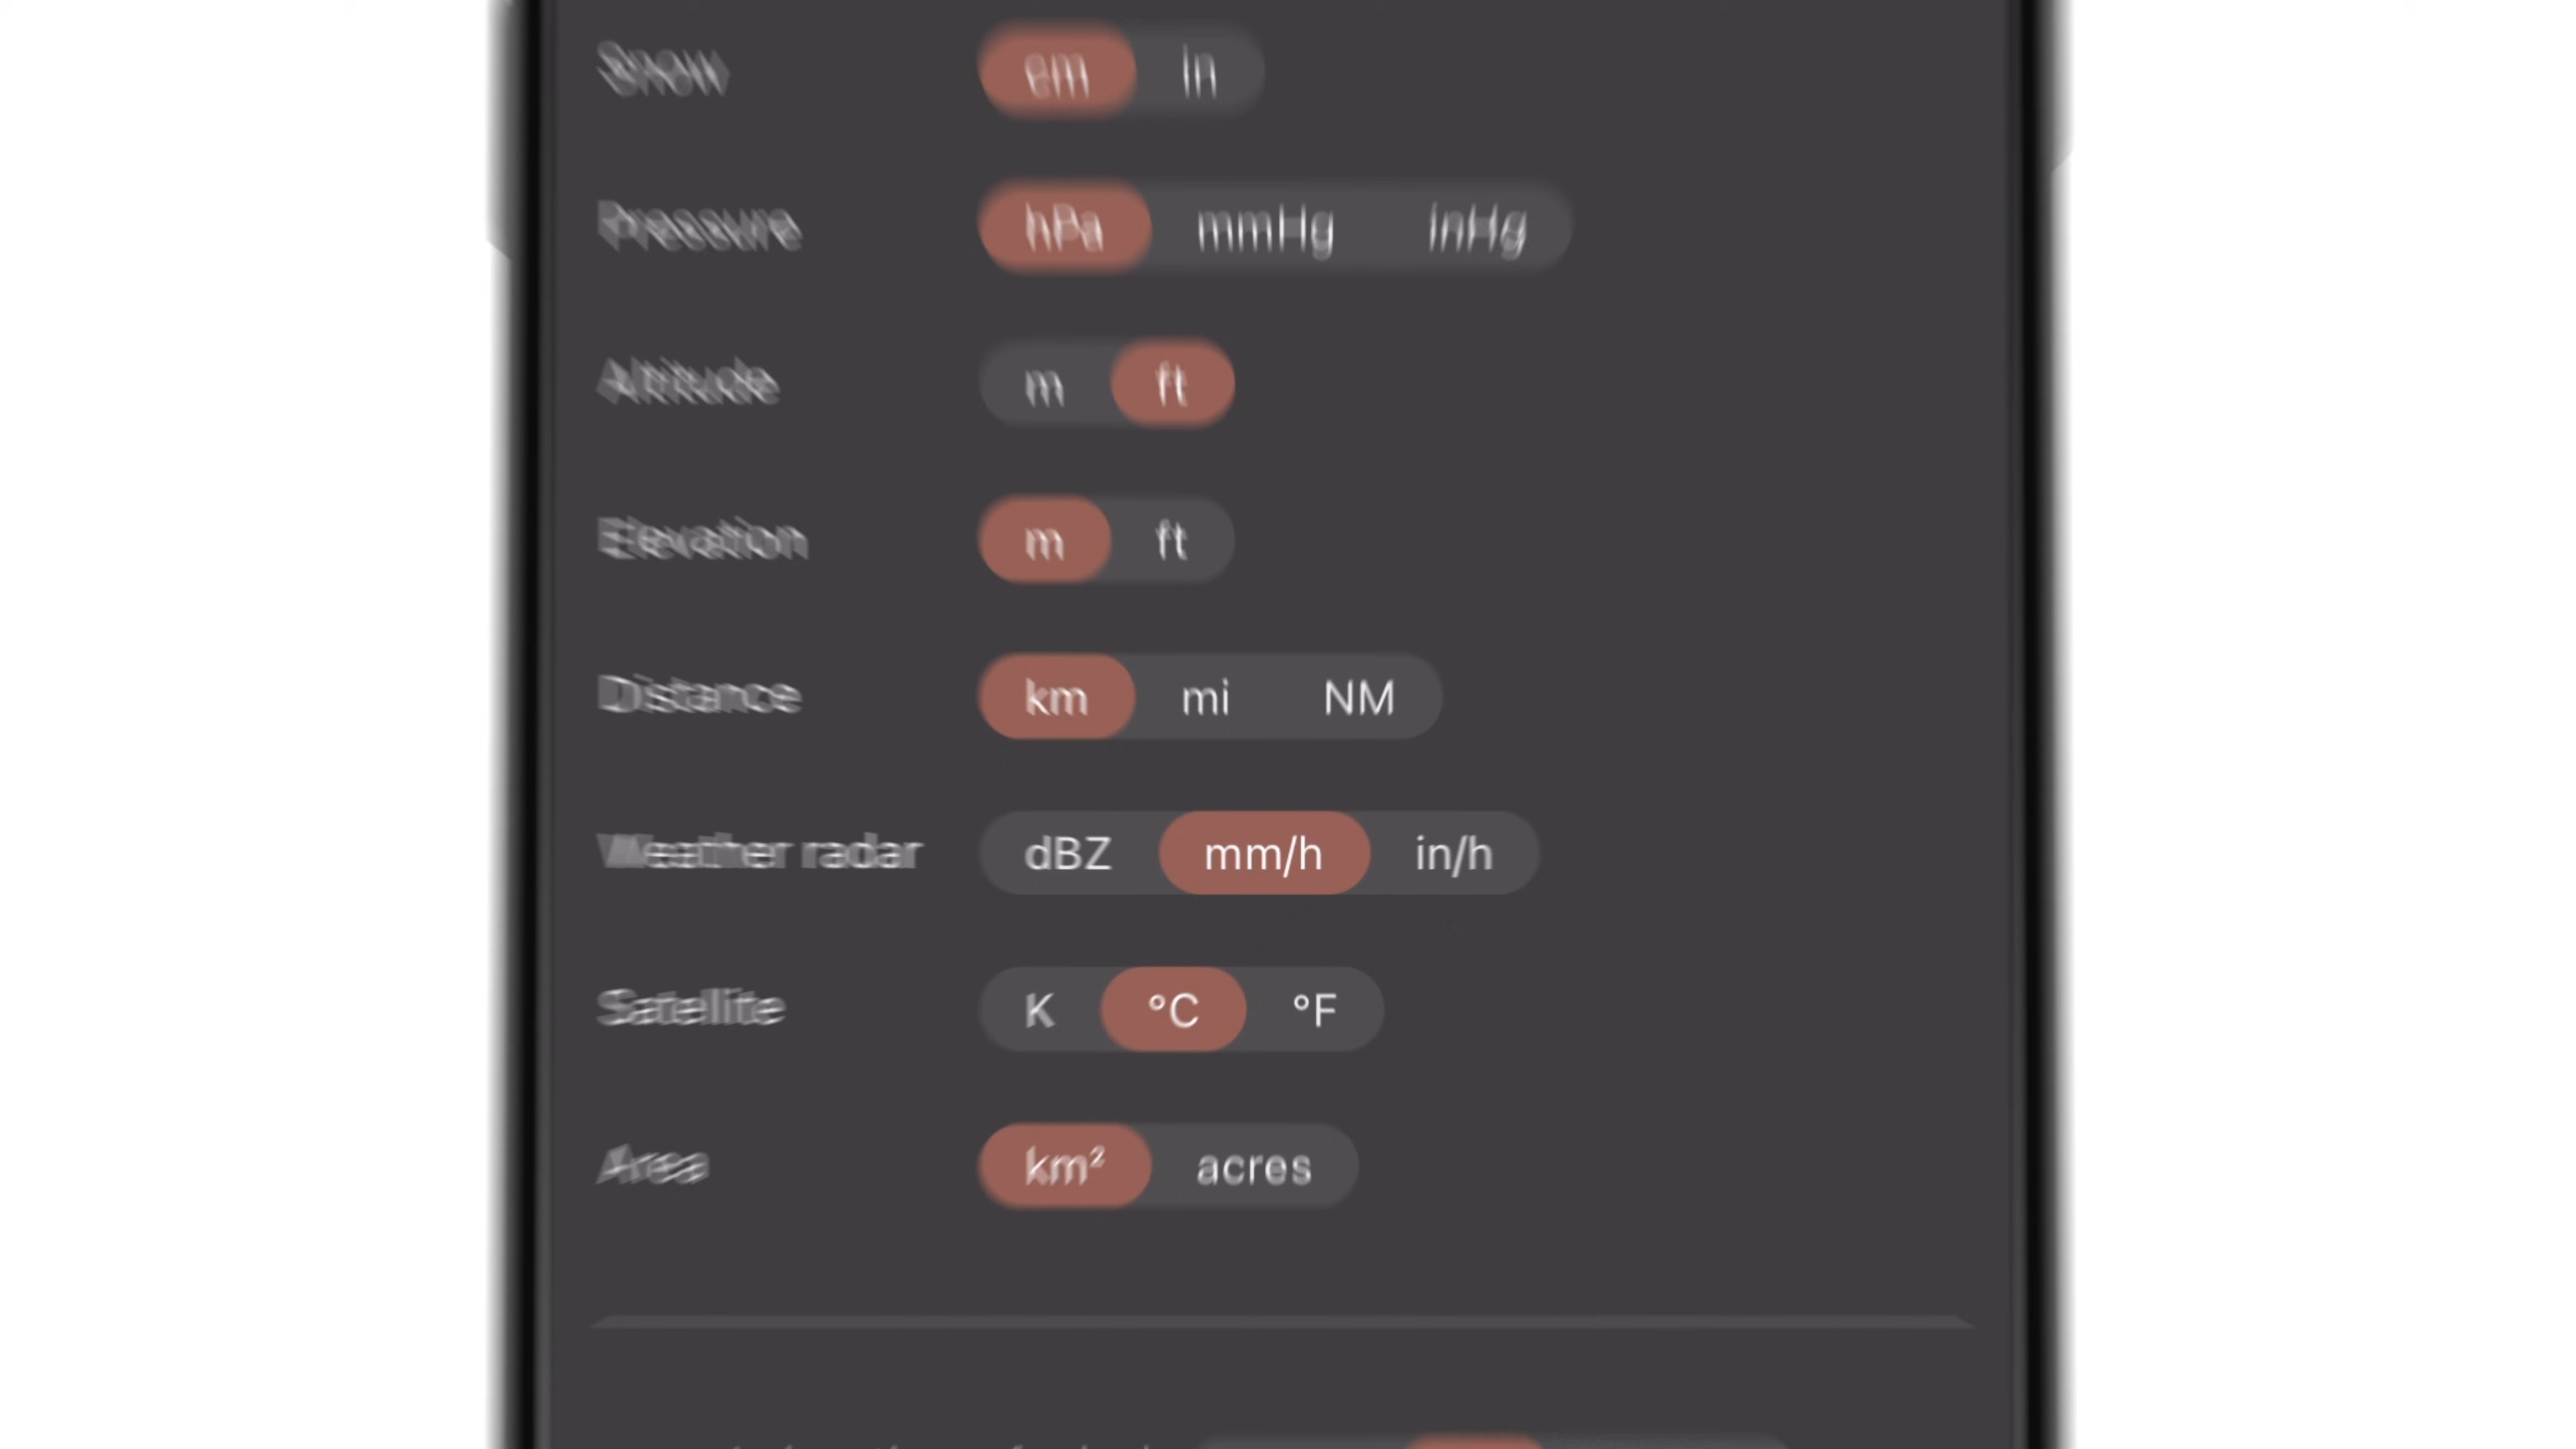 Snow cm in
Pressure hPa mmHg inHg
Altitude m ft
Elevation m ft
Distance km mi NM
Weather radar dBZ mm/h in/h
Satellite K °C °F
Area km² acres